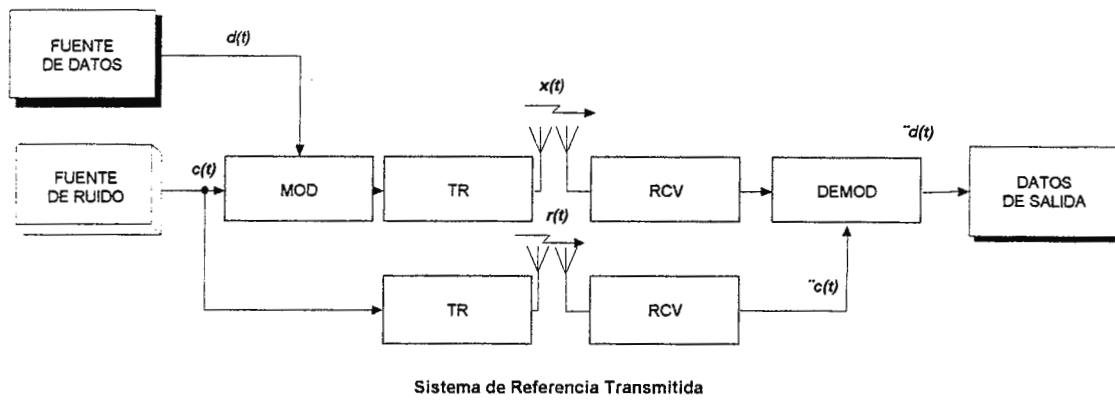 FUENTE
DE DATOS
d(t)
x(t)
FUENTE
DE RUIDO
c(t)
MOD
TR
RCV
DEMOD
¨d(t)
DATOS
DE SALIDA
r(t)
TR
RCV
¨c(t)
Sistema de Referencia Transmitida